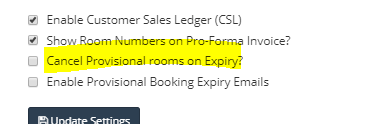 Enable Customer Sales Ledger (CSL)
Show Room Numbers on Pro-Forma Invoice?
Cancel Provisional rooms on Expiry?
Enable Provisional Booking Expiry Emails
Update Settings